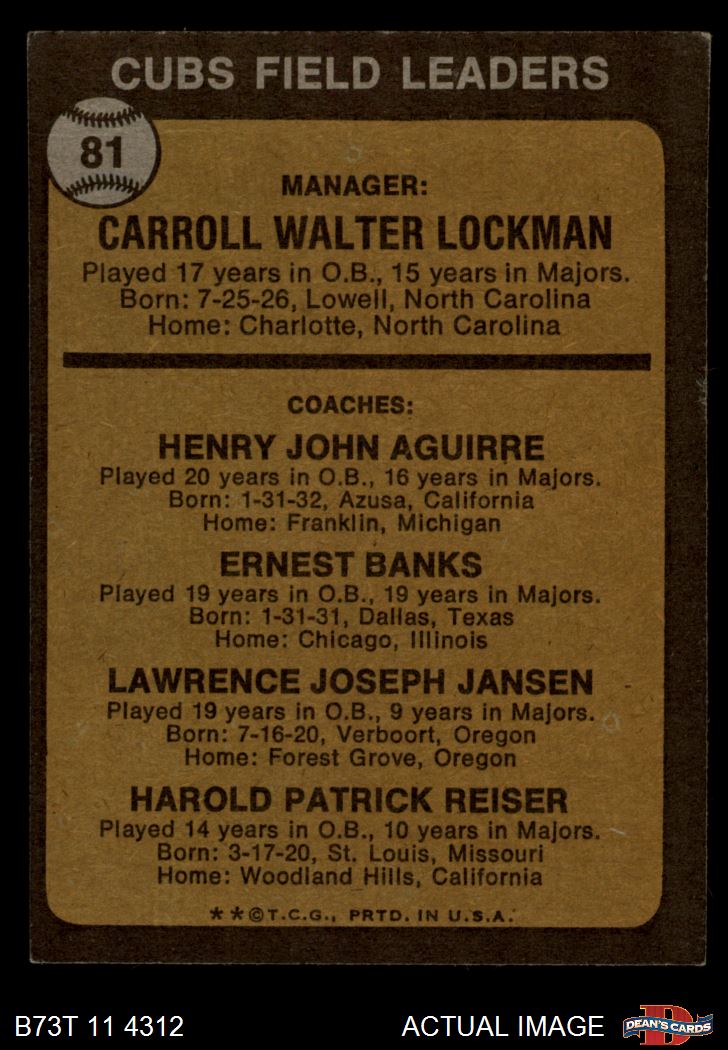 CUBS FIELD LEADERS
81
MANAGER:
CARROLL WALTER LOCKMAN
Played 17 years in O.B., 15 years in Majors.
Born: 7-25-26, Lowell, North Carolina
Home: Charlotte, North Carolina
COACHES:
HENRY JOHN AGUIRRE
Played 20 years in O.B., 16 years in Majors.
Born: 1-31-32, Azusa, California
Home: Franklin, Michigan
ERNEST BANKS
Played 19 years in O.B., 19 years in Majors.
Born: 1-31-31, Dallas, Texas
Home: Chicago, Illinois
LAWRENCE JOSEPH JANSEN
Played 19 years in O.B., 9 years in Majors.
Born: 7-16-20, Verboort, Oregon
Home: Forest Grove, Oregon
HAROLD PATRICK REISER
Played 14 years in O.B., 10 years in Majors.
Born: 3-17-20, St. Louis, Missouri
Home: Woodland Hills, California
**©T.C.G., PRTD. IN U.S.A.
B73T 11 4312 ACTUAL IMAGE D DEAN'S CARDS